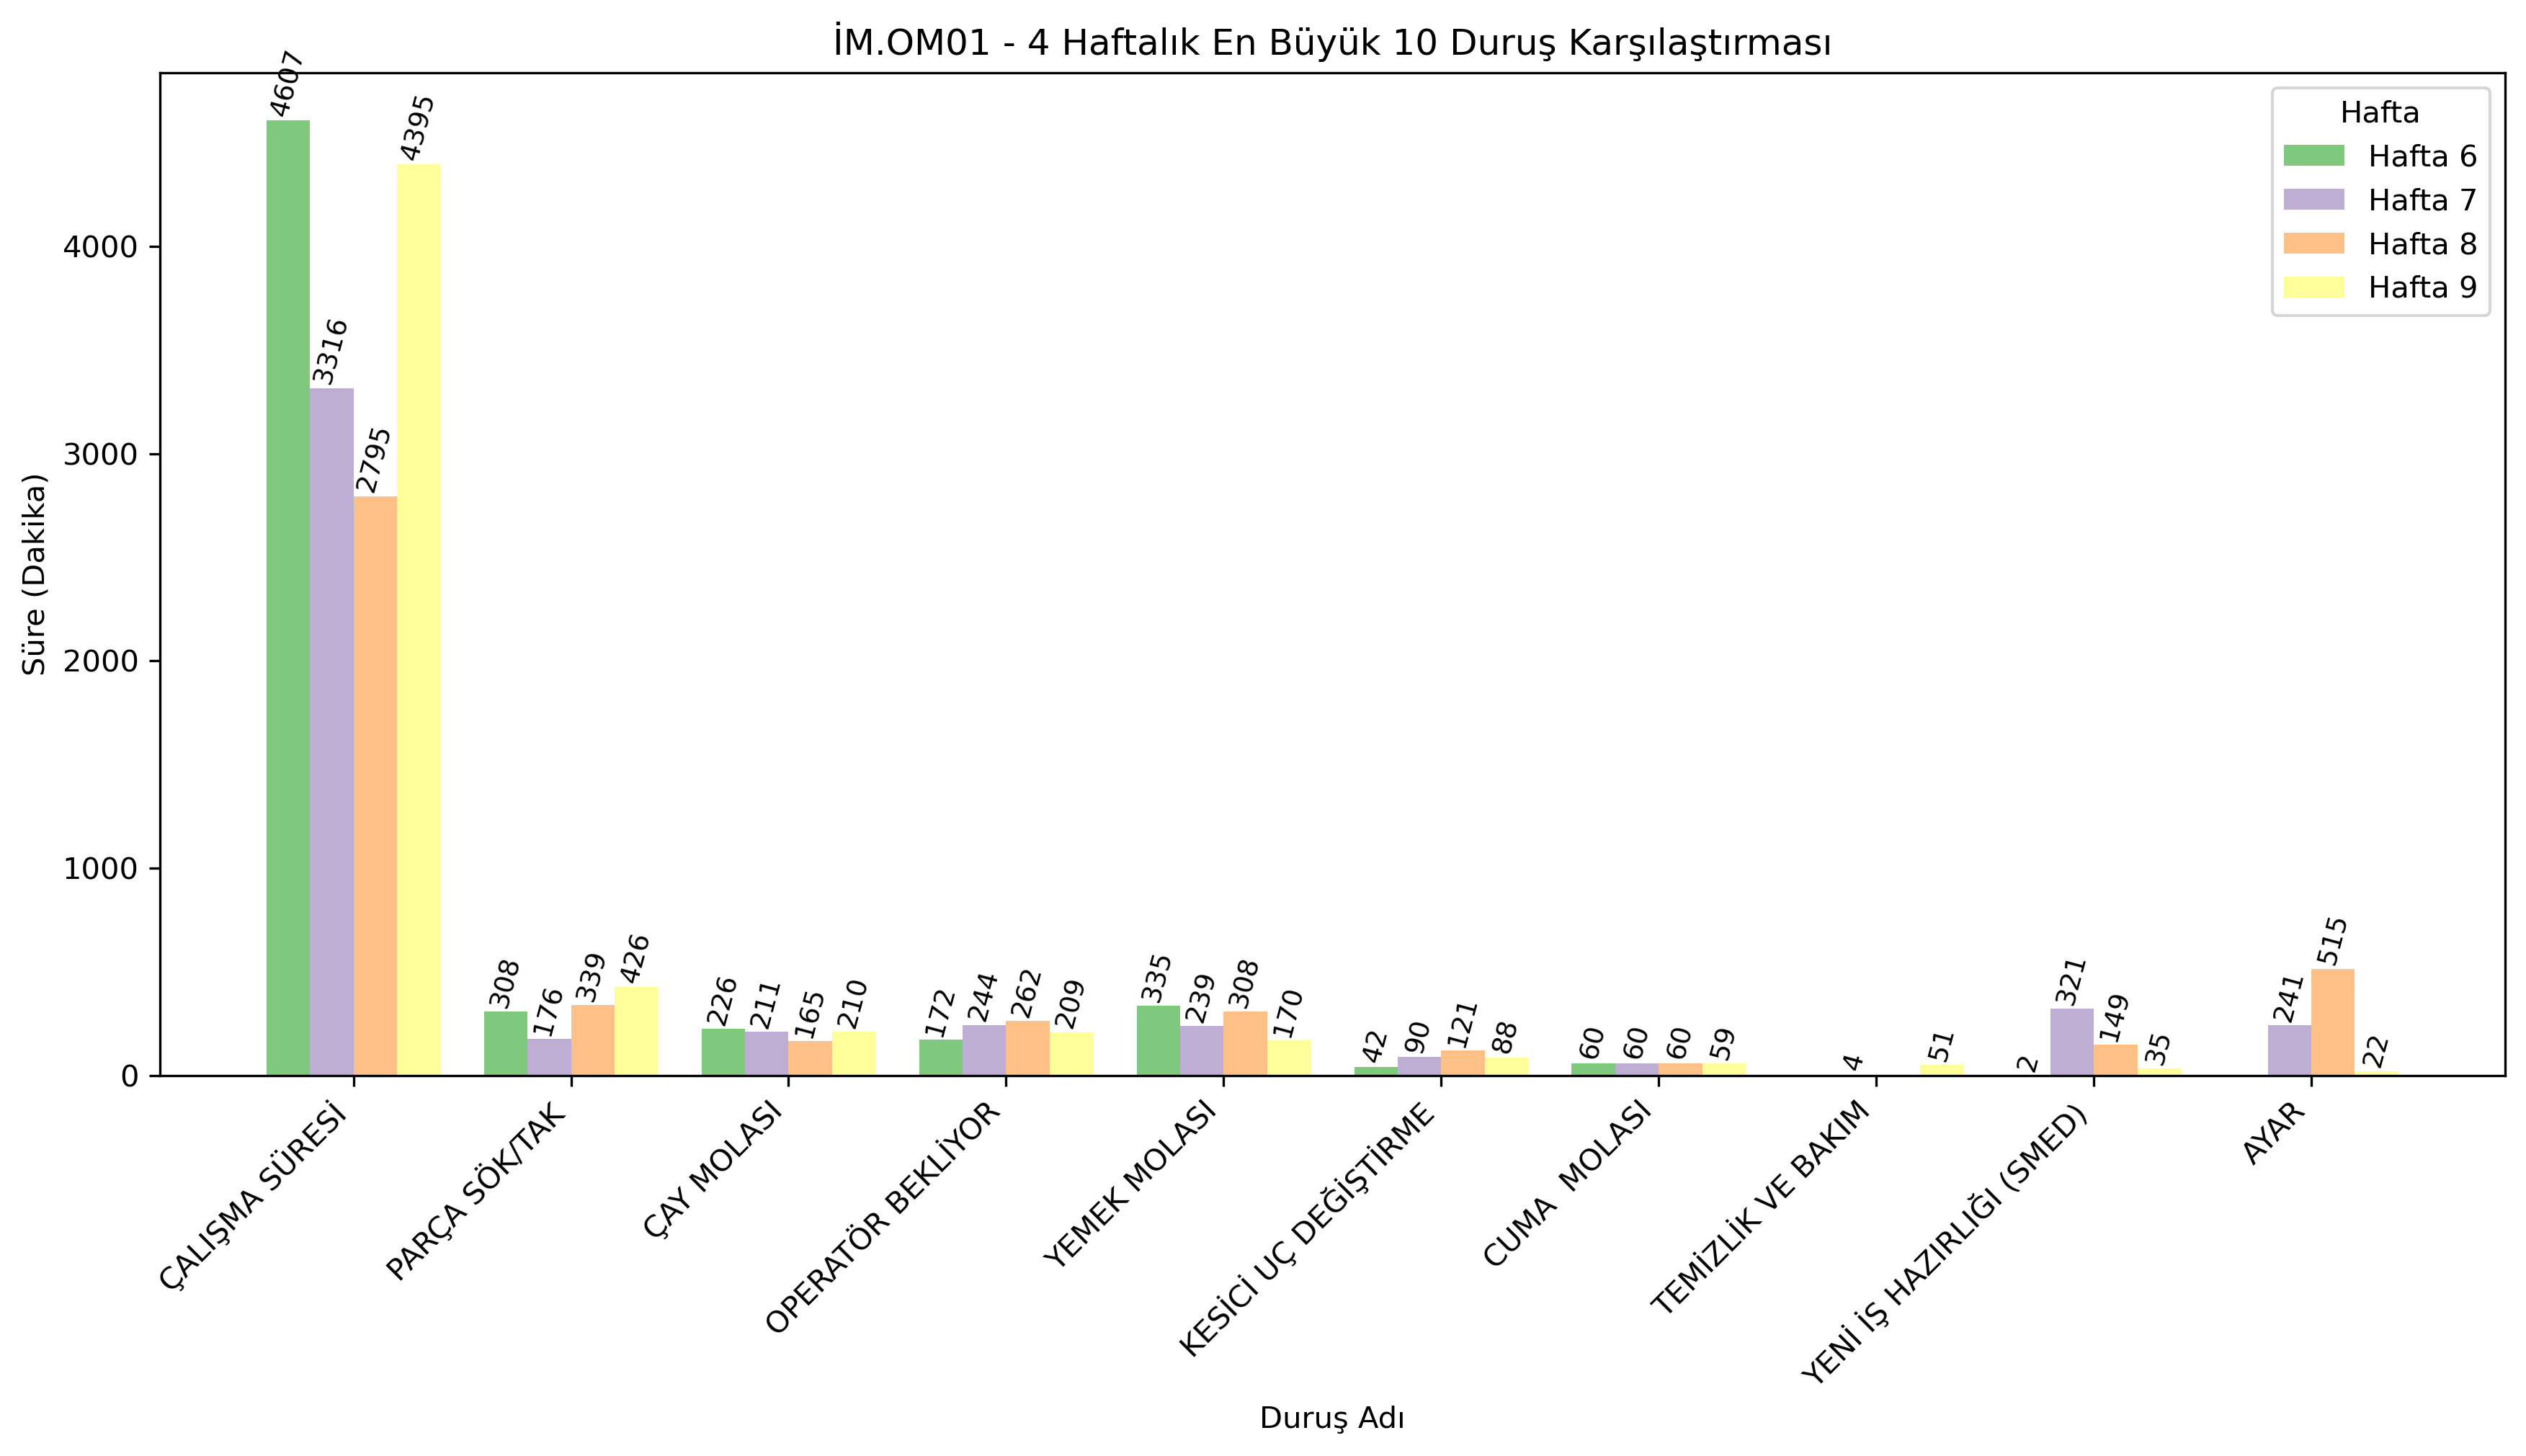 İM.OM01 - 4 Haftalık En Büyük 10 Duruş Karşılaştırması
Hafta
Hafta 6
Hafta 7
Hafta 8
Hafta 9
Süre (Dakika)
4000
3000
2000
1000
0
4607
3316
2795
4395
308
176
339
426
226
211
165
210
172
244
262
209
335
239
308
170
42
90
121
88
60
60
60
59
4
51
2
321
149
35
241
515
22
ÇALIŞMA SÜRESİ
PARÇA SÖK/TAK
ÇAY MOLASI
OPERATÖR BEKLİYOR
YEMEK MOLASI
KESİCİ UÇ DEĞİŞTİRME
CUMA  MOLASI
TEMİZLİK VE BAKIM
YENİ İŞ HAZIRLIĞI (SMED)
AYAR
Duruş Adı